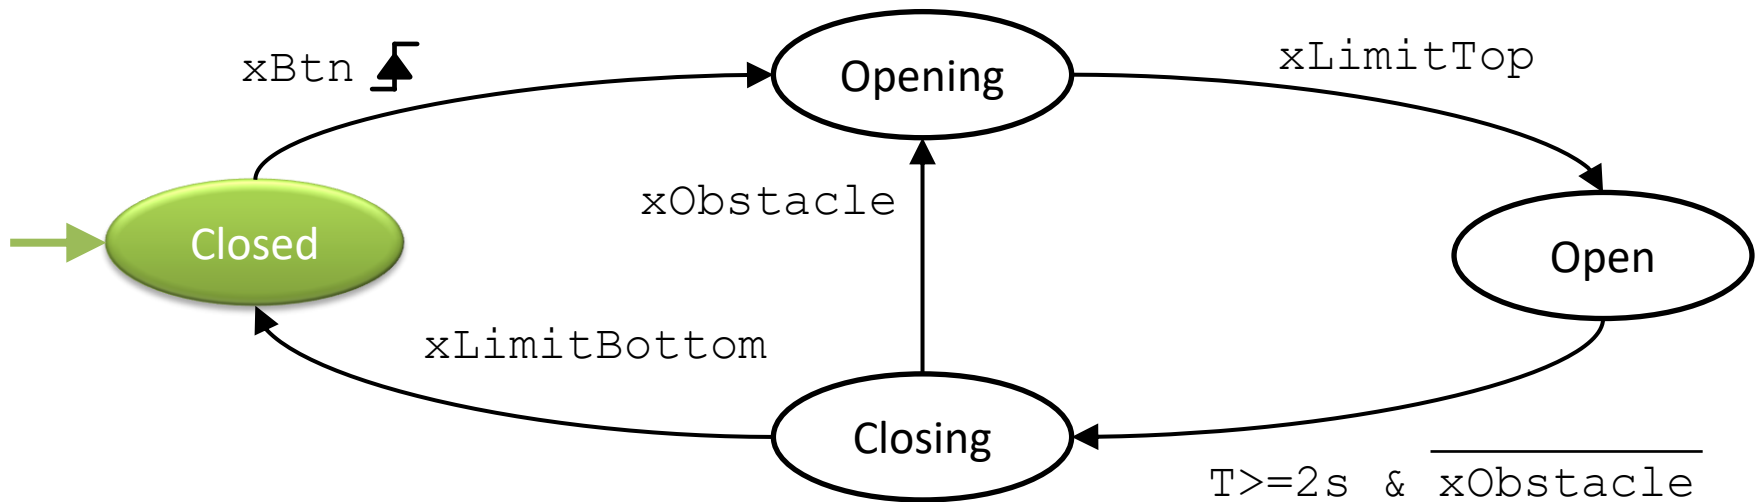 xBtn
Opening
xLimitTop
xObstacle
Closed
Open
xLimitBottom
Closing
T>=2s & xObstacle